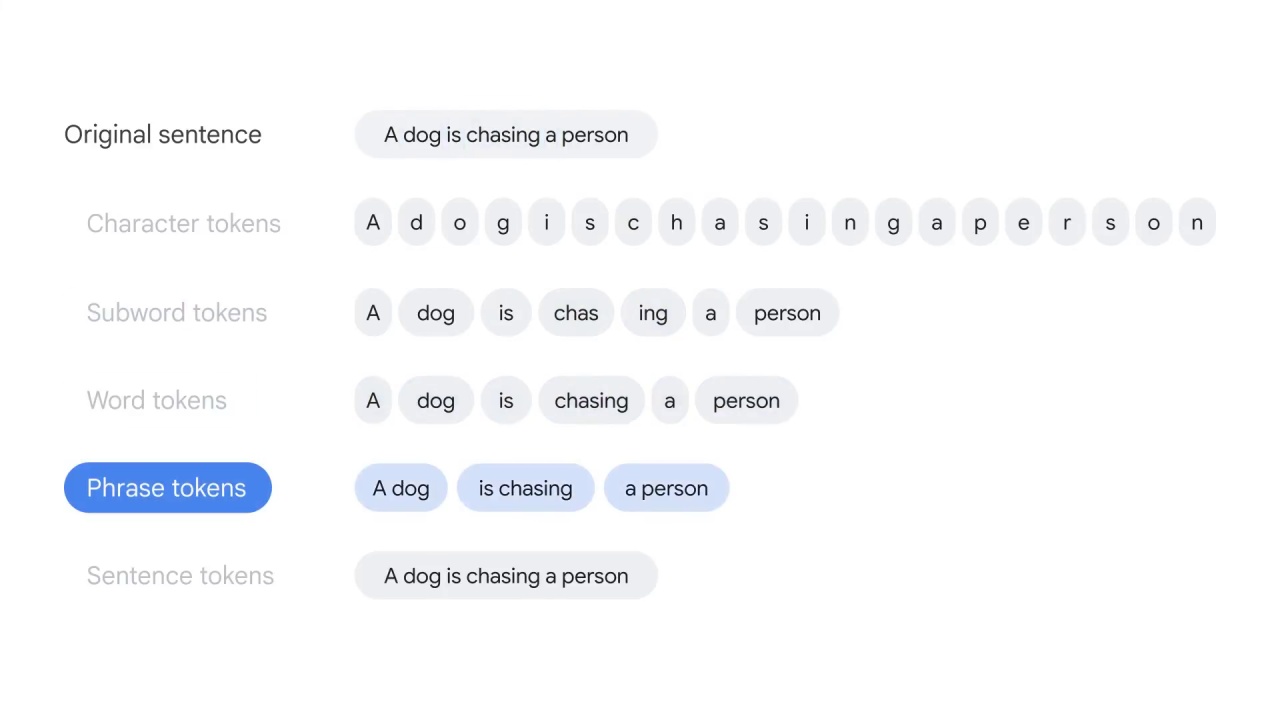 Original sentence A dog is chasing a person
Character tokens A d o g i s c h a s i n g a p e r s o n
Subword tokens A dog is chas ing a person
Word tokens A dog is chasing a person
Phrase tokens A dog is chasing a person
Sentence tokens A dog is chasing a person